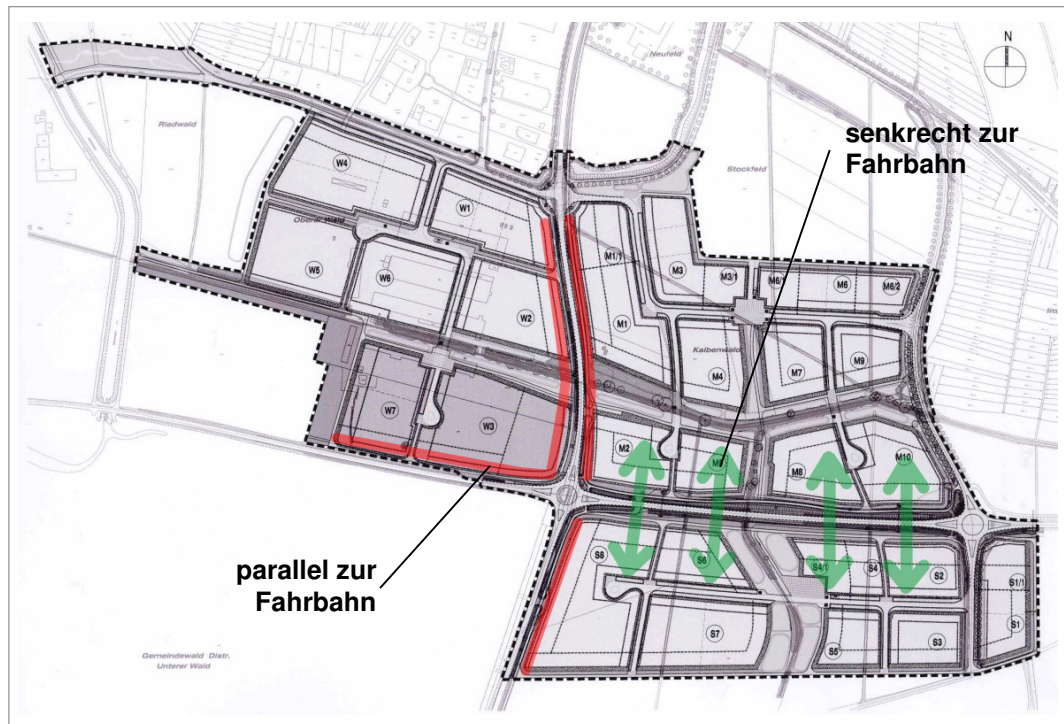 N
Neufeld
senkrecht zur
Fahrbahn
Riedwald
Stockfeld
W4
W1
Oberer Wald
M1/1
M3
M3/1
M6/1
M6
M6/2
W5
W6
W2
M1
Kalbenwald
M4
M7
M9
W7
W3
M2
M8
M10
parallel zur
Fahrbahn
S8
S6
S4/1
S4
S2
S1/1
S7
S5
S3
S1
Gemeindewald Distr.
Unterer Wald